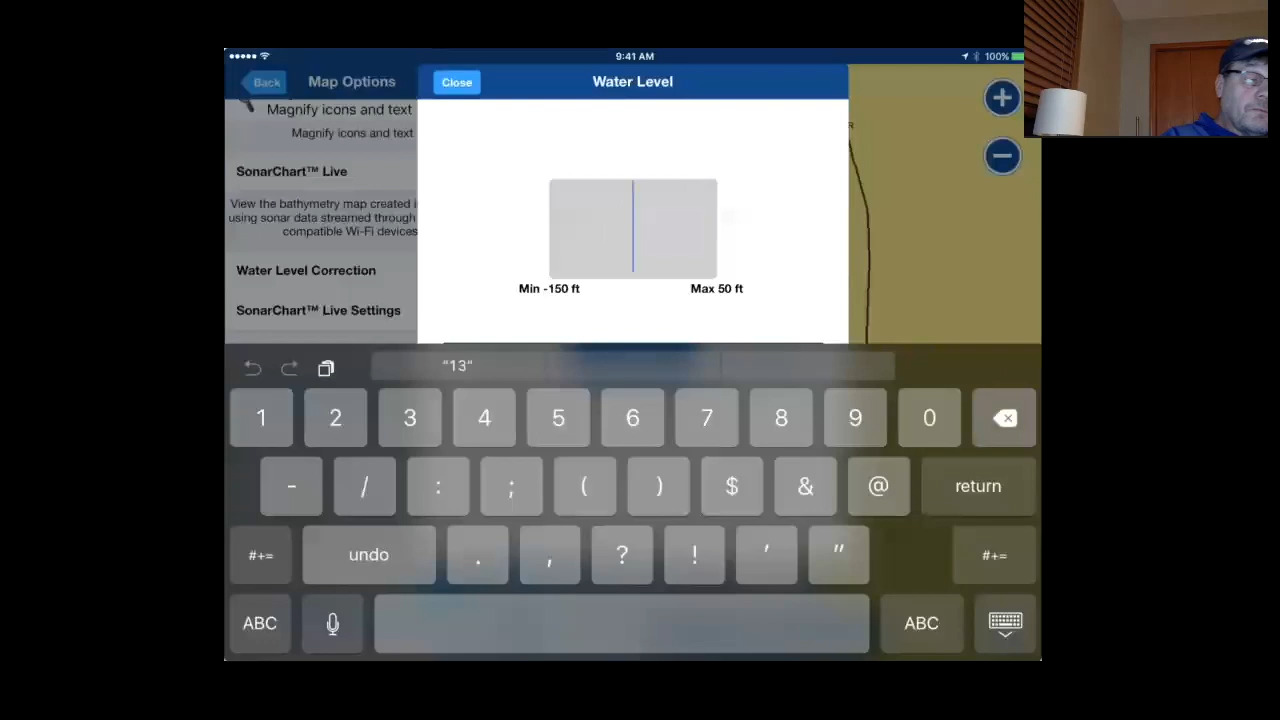 9:41 AM
100%
Back
Map Options
Close
Water Level
Magnify icons and text
Magnify icons and text
SonarChart™ Live
View the bathymetry map created
using sonar data streamed through
compatible Wi-Fi devices
Water Level Correction
SonarChart™ Live Settings
Min -150 ft
Max 50 ft
"13"
1 2 3 4 5 6 7 8 9 0
- / : ; ( ) $ & @ return
#+= undo . , ? ! ' " #+=
ABC ABC